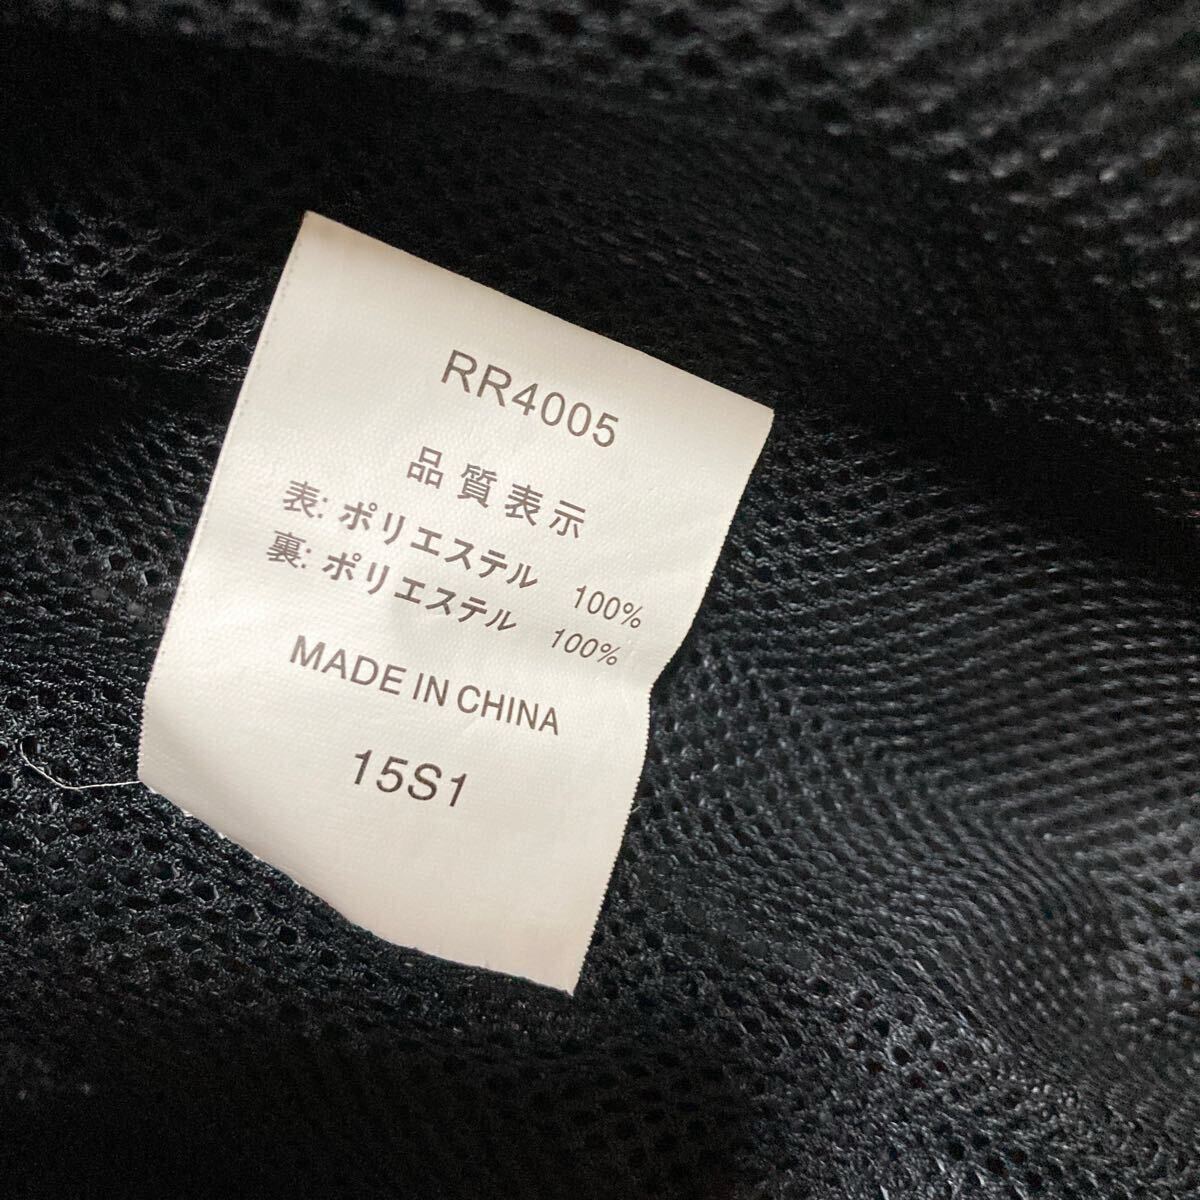 RR4005
品質表示
表: ポリエステル 100%
裏: ポリエステル 100%
MADE IN CHINA
15S1